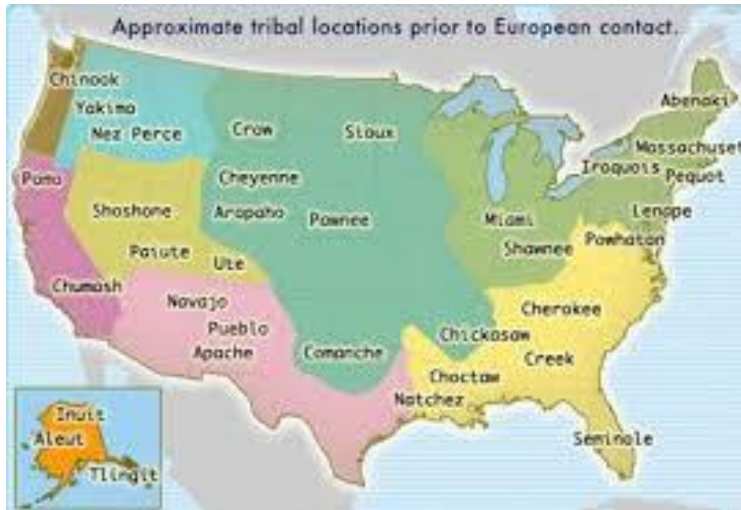 Approximate tribal locations prior to European contact.
Chinook
Yakima
Nez Perce
Crow
Sioux
Abenaki
Massachuset
Iroquois
Pequot
Pomo
Cheyenne
Shoshone
Arapaho
Pawnee
Miami
Lenape
Shawnee
Powhatan
Paiute
Ute
Chumash
Navajo
Pueblo
Apache
Comanche
Cherokee
Chickasaw
Creek
Choctaw
Natchez
Seminole
Inuit
Aleut
Tlingit